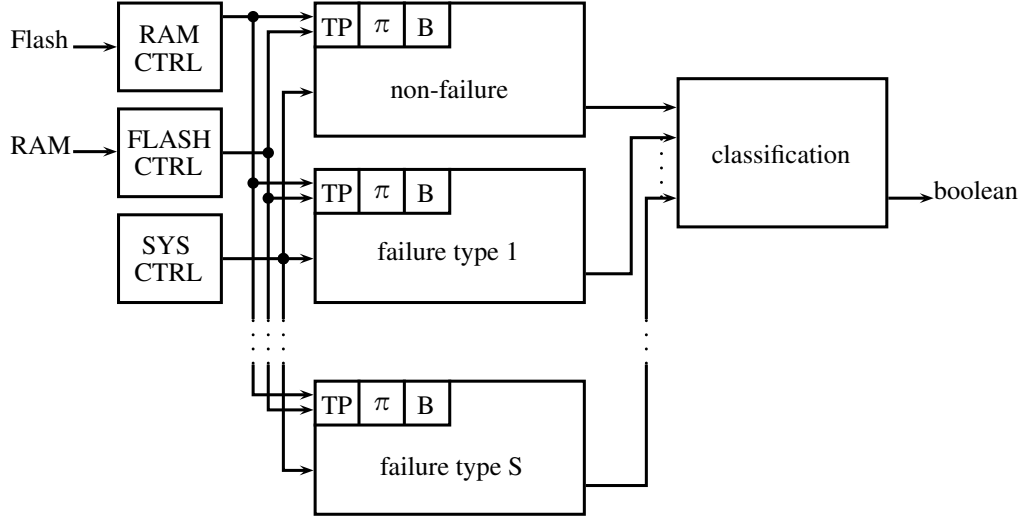 Flash
RAM
CTRL
TP π B
non-failure
RAM
FLASH
CTRL
classification
TP π B
boolean
SYS
CTRL
failure type 1
TP π B
failure type S